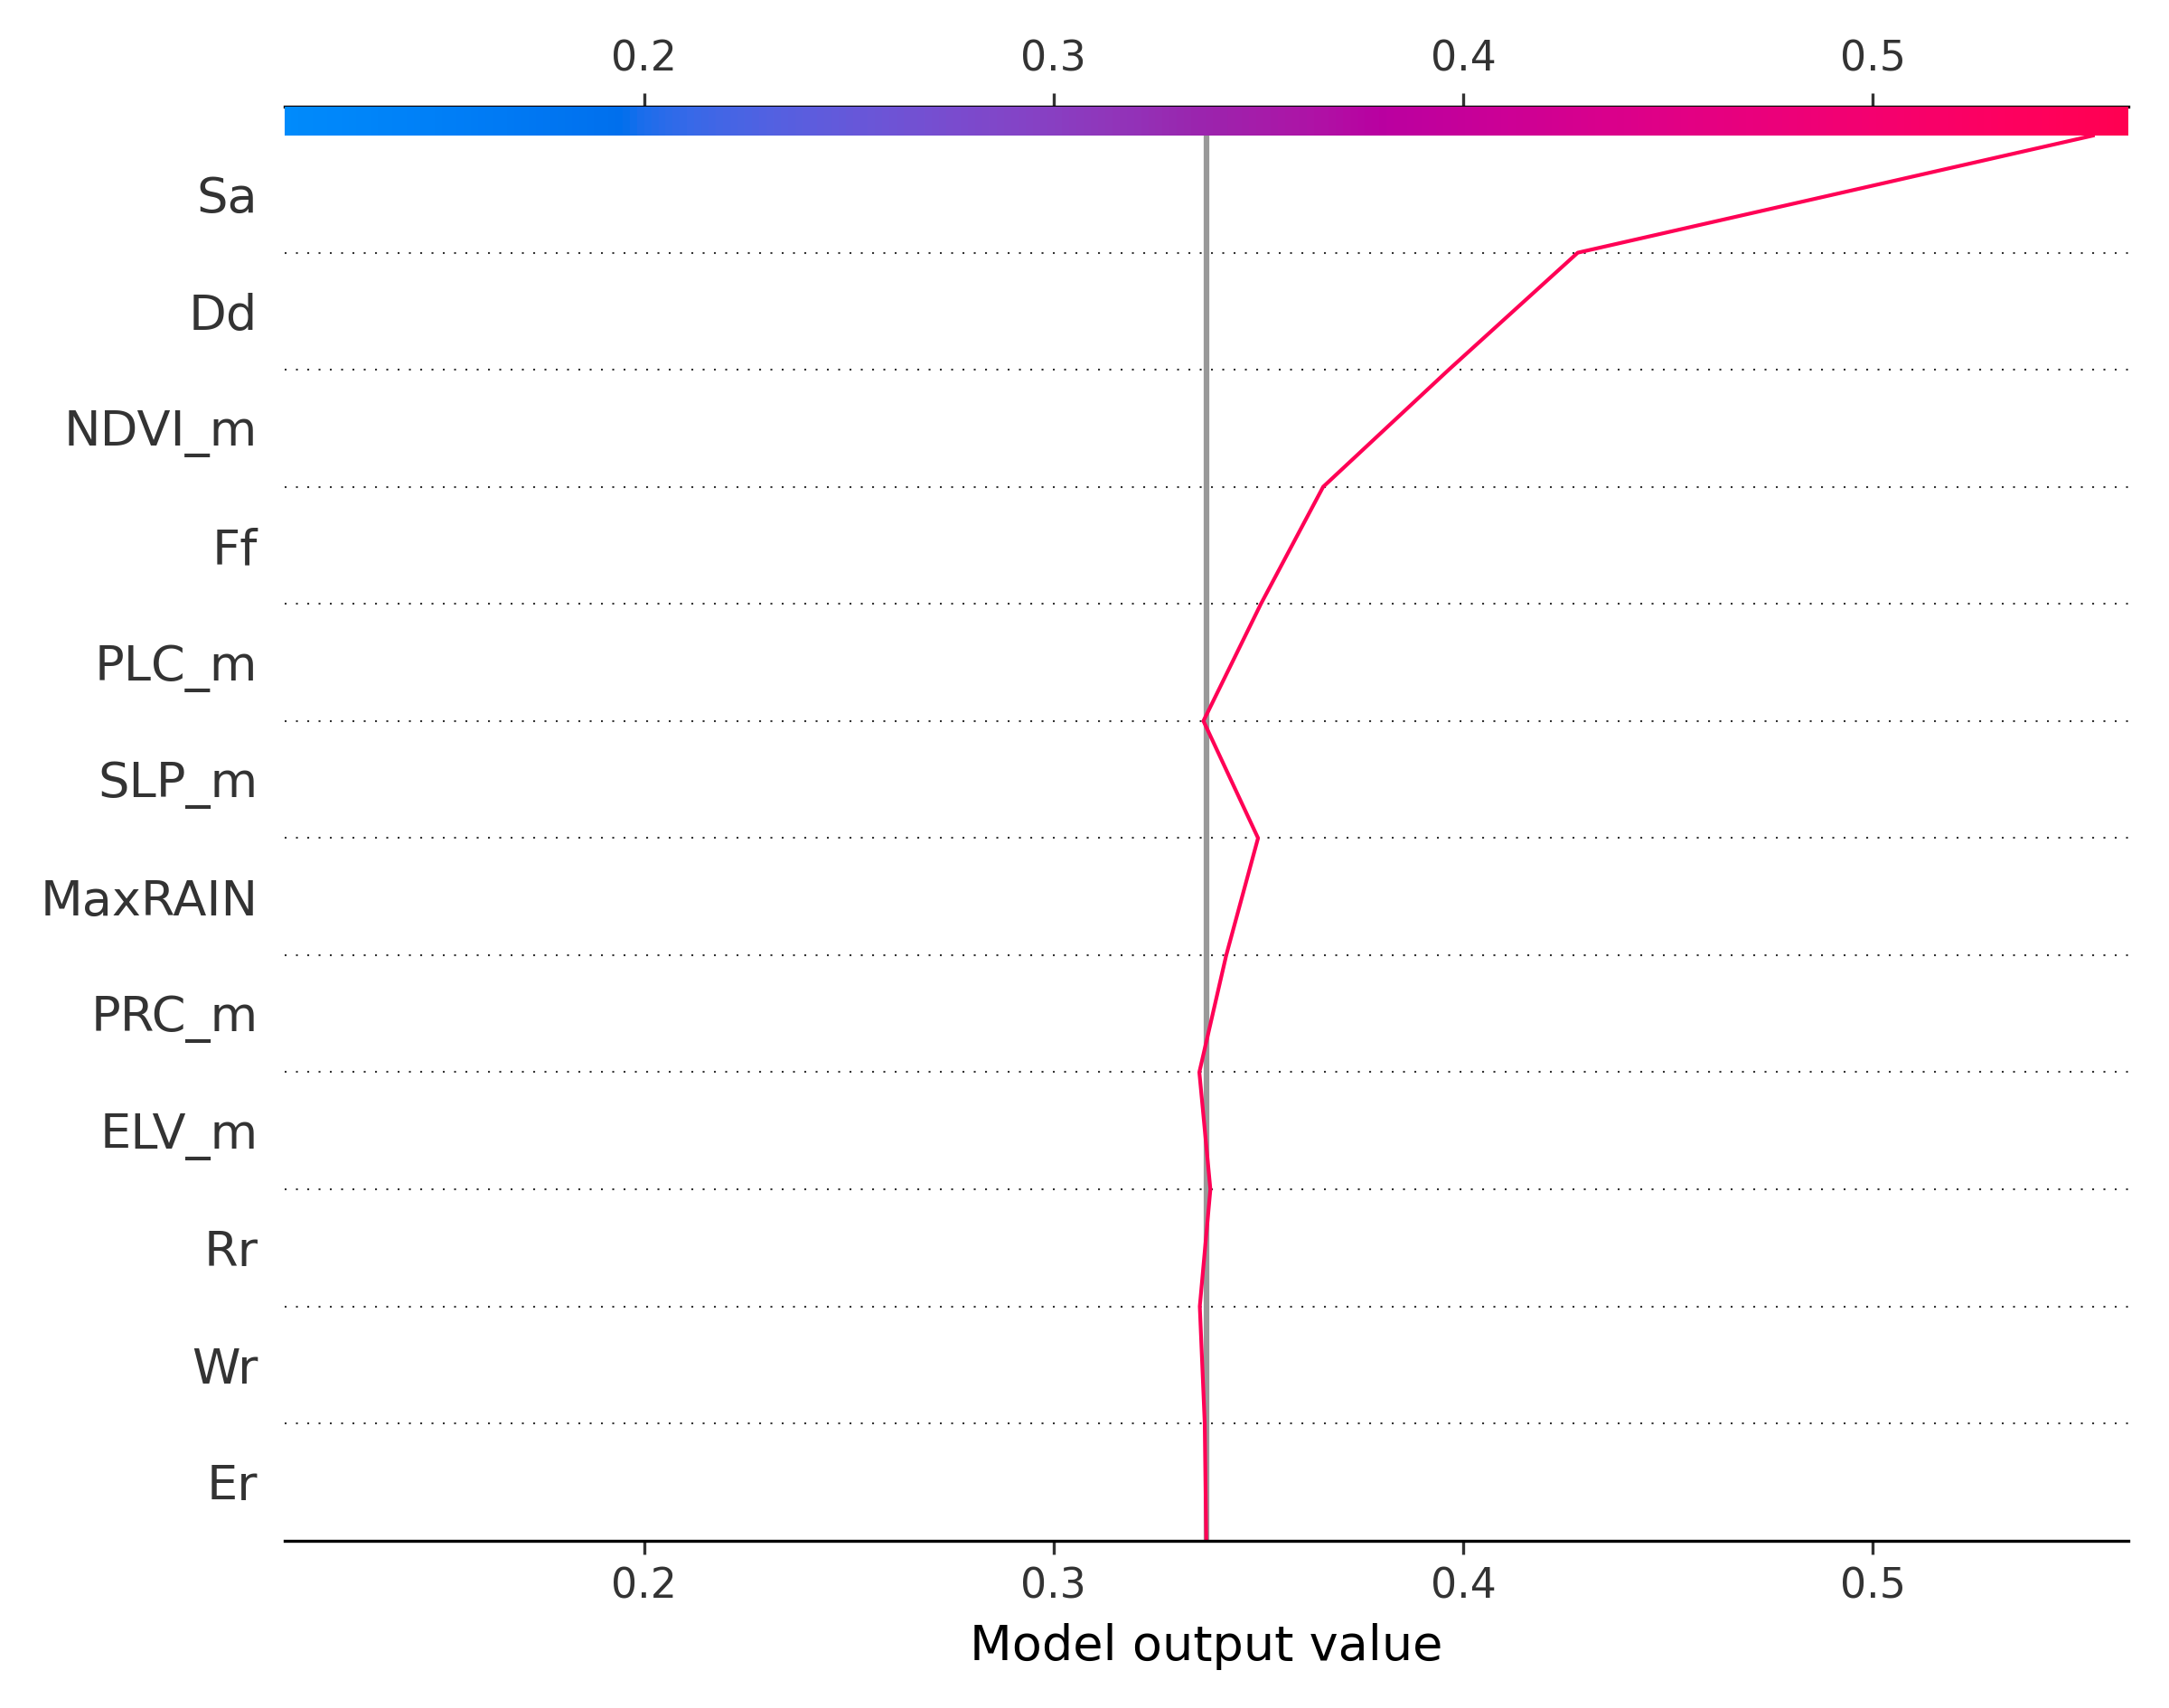 0.2 0.3 0.4 0.5
Sa
Dd
NDVI_m
Ff
PLC_m
SLP_m
MaxRAIN
PRC_m
ELV_m
Rr
Wr
Er
0.2 0.3 0.4 0.5
Model output value